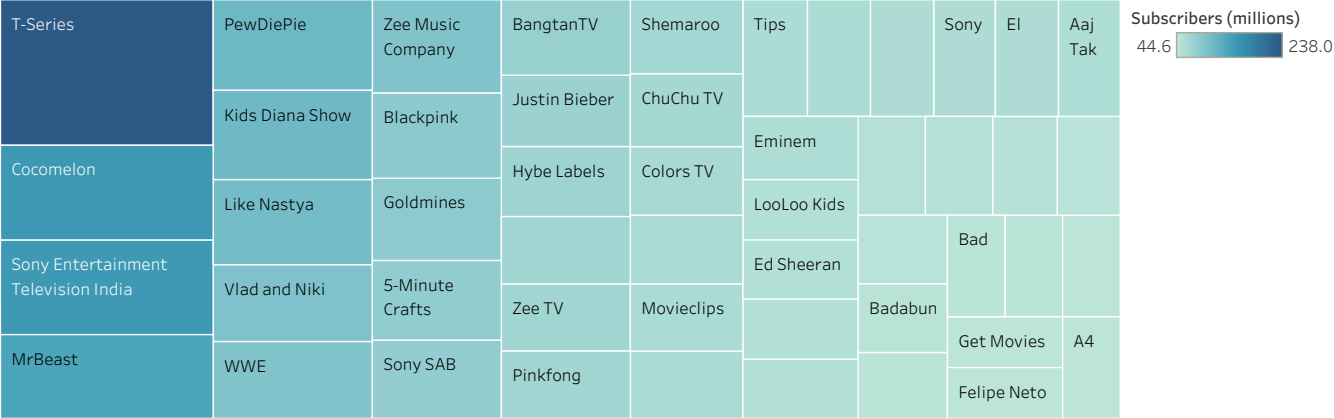 T-Series
Cocomelon
Sony Entertainment
Television India
MrBeast
PewDiePie
Kids Diana Show
Like Nastya
Vlad and Niki
WWE
Zee Music
Company
Blackpink
Goldmines
5-Minute
Crafts
Sony SAB
BangtanTV
Justin Bieber
Hybe Labels
Zee TV
Pinkfong
Shemaroo
ChuChu TV
Colors TV
Movieclips
Tips
Sony
El
Aaj
Tak
Eminem
LooLoo Kids
Ed Sheeran
Badabun
Bad
Get Movies
Felipe Neto
A4
Subscribers (millions)
44.6 238.0